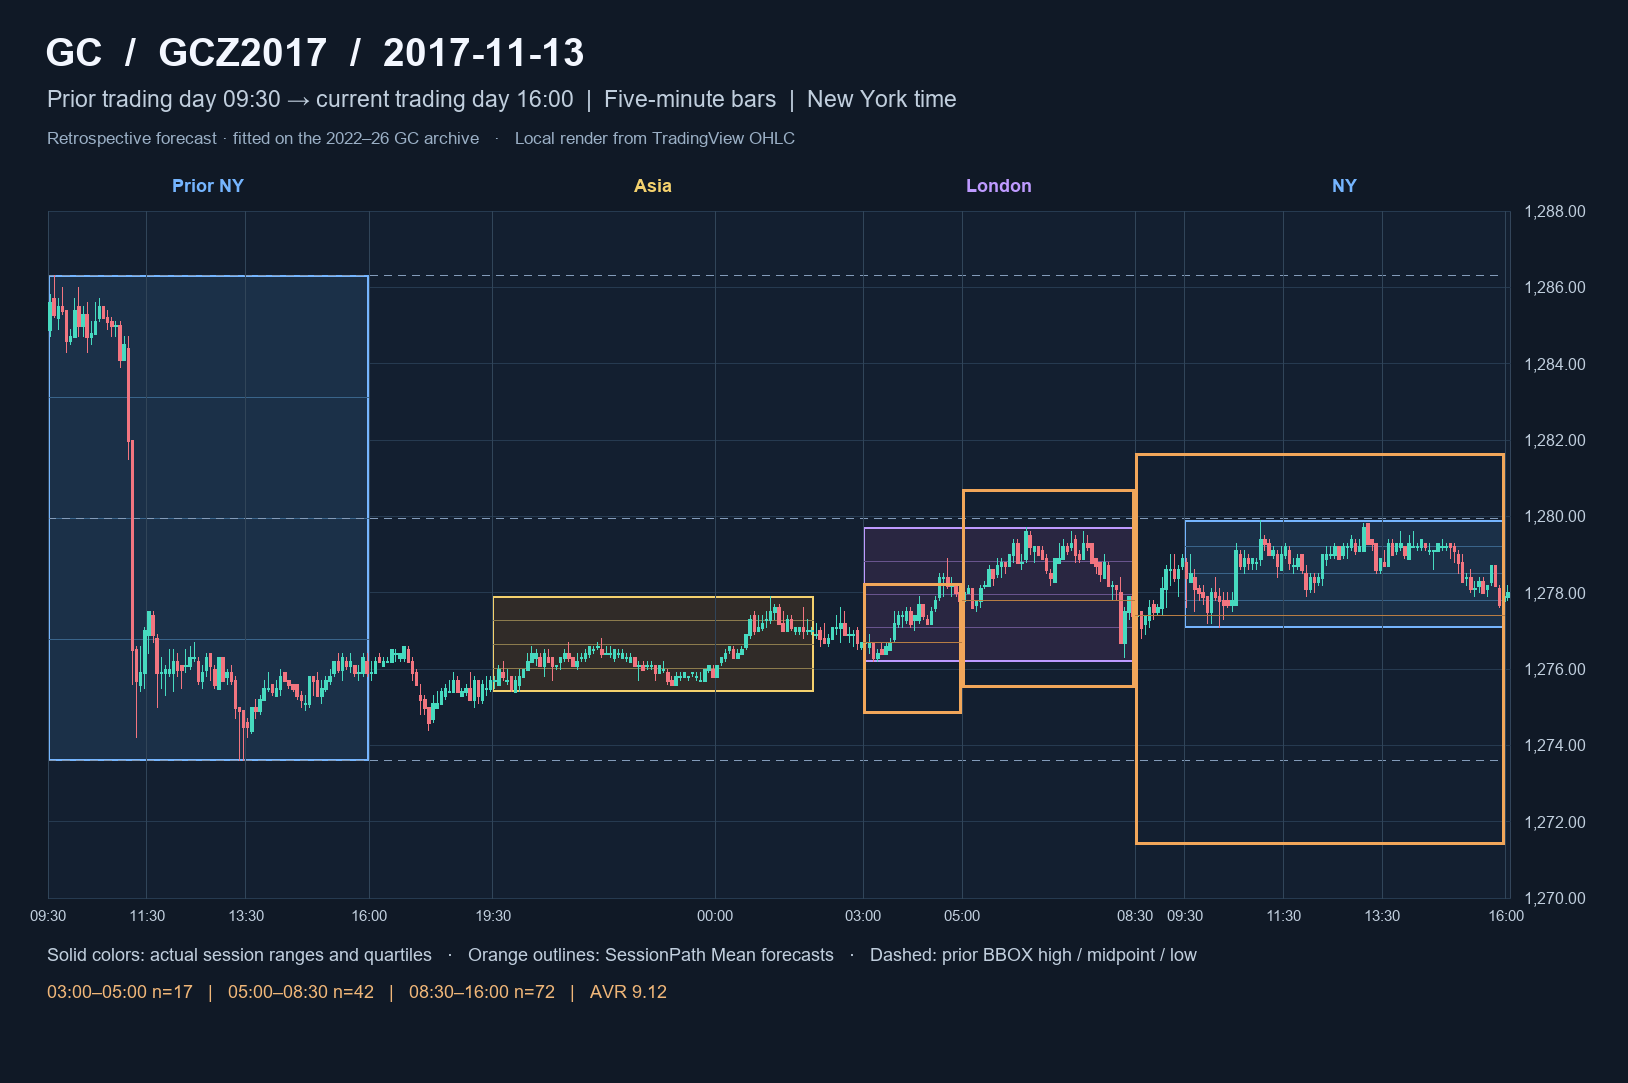 GC / GCZ2017 / 2017-11-13
Prior trading day 09:30 → current trading day 16:00 | Five-minute bars | New York time
Retrospective forecast · fitted on the 2022–26 GC archive · Local render from TradingView OHLC
Prior NY Asia London NY
1,288.00
1,286.00
1,284.00
1,282.00
1,280.00
1,278.00
1,276.00
1,274.00
1,272.00
1,270.00
09:30 11:30 13:30 16:00 19:30 00:00 03:00 05:00 08:30 09:30 11:30 13:30 16:00
Solid colors: actual session ranges and quartiles · Orange outlines: SessionPath Mean forecasts · Dashed: prior BBOX high / midpoint / low
03:00–05:00 n=17 | 05:00–08:30 n=42 | 08:30–16:00 n=72 | AVR 9.12